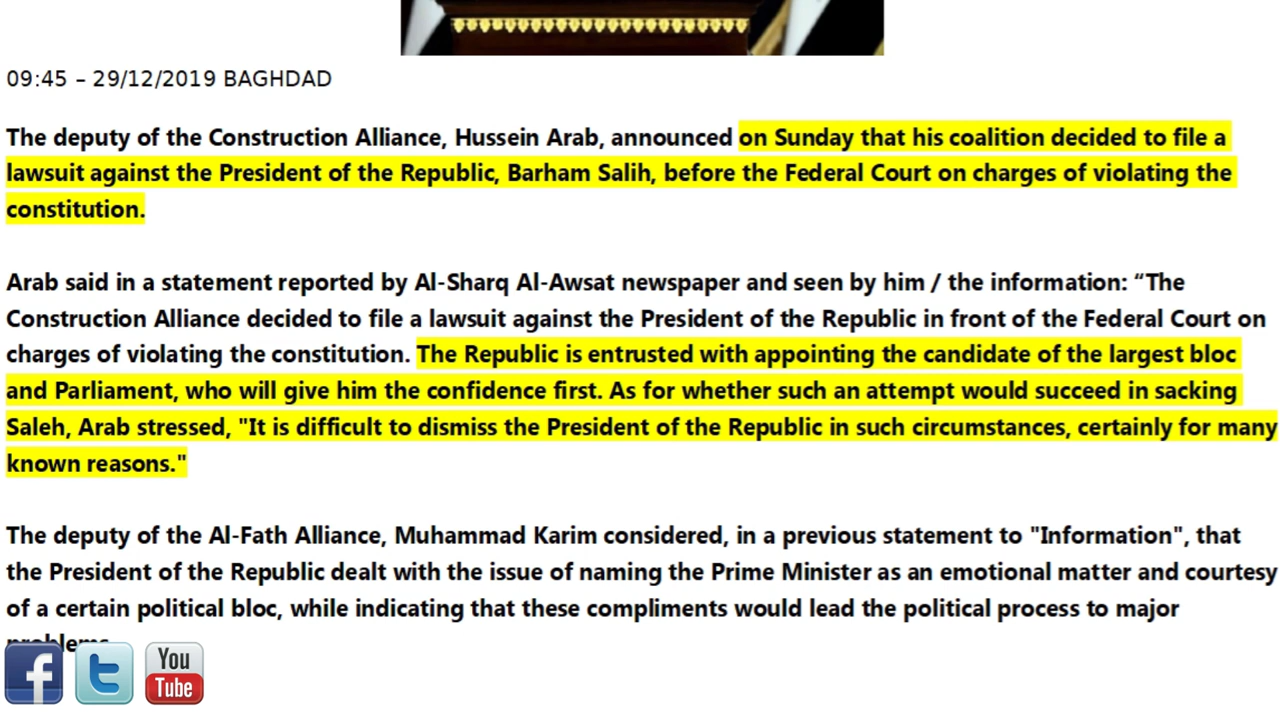 09:45 – 29/12/2019 BAGHDAD
The deputy of the Construction Alliance, Hussein Arab, announced on Sunday that his coalition decided to file a
lawsuit against the President of the Republic, Barham Salih, before the Federal Court on charges of violating the
constitution.
Arab said in a statement reported by Al-Sharq Al-Awsat newspaper and seen by him / the information: “The
Construction Alliance decided to file a lawsuit against the President of the Republic in front of the Federal Court on
charges of violating the constitution. The Republic is entrusted with appointing the candidate of the largest bloc
and Parliament, who will give him the confidence first. As for whether such an attempt would succeed in sacking
Saleh, Arab stressed, "It is difficult to dismiss the President of the Republic in such circumstances, certainly for many
known reasons."
The deputy of the Al-Fath Alliance, Muhammad Karim considered, in a previous statement to "Information", that
the President of the Republic dealt with the issue of naming the Prime Minister as an emotional matter and courtesy
of a certain political bloc, while indicating that these compliments would lead the political process to major
problems
You
Tube